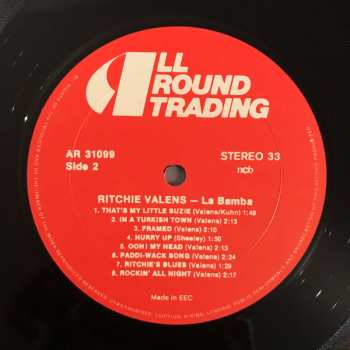 ALL
ROUND
TRADING
AR 31099
STEREO 33
Side 2
ncb
RITCHIE VALENS – La Bamba
1. THAT'S MY LITTLE SUZIE (Valens/Kuhn) 1:48
2. IN A TURKISH TOWN (Valens) 2:13
3. FRAMED (Valens) 2:13
4. HURRY UP (Sheeley) 1:50
5. OOH! MY HEAD (Valens) 2:13
6. PADDI-WACK SONG (Valens) 2:24
7. RITCHIE'S BLUES (Valens) 1:29
8. ROCKIN' ALL NIGHT (Valens) 2:17
Made in EEC